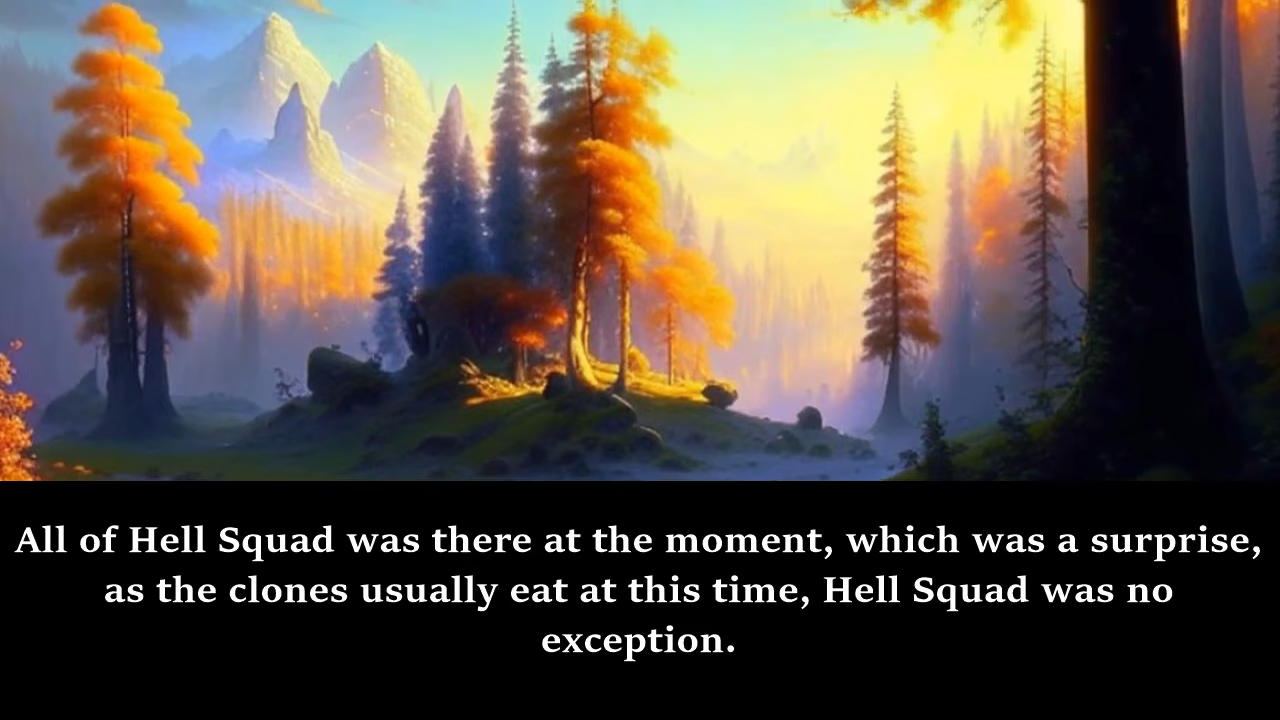 All of Hell Squad was there at the moment, which was a surprise,
as the clones usually eat at this time, Hell Squad was no
exception.